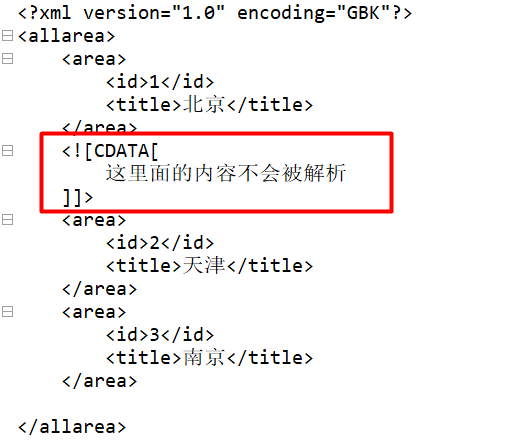 <?xml version="1.0" encoding="GBK"?>
<allarea>
    <area>
        <id>1</id>
        <title>北京</title>
    </area>
    <![CDATA[
        这里面的内容不会被解析
    ]]>
    <area>
        <id>2</id>
        <title>天津</title>
    </area>
    <area>
        <id>3</id>
        <title>南京</title>
    </area>

</allarea>